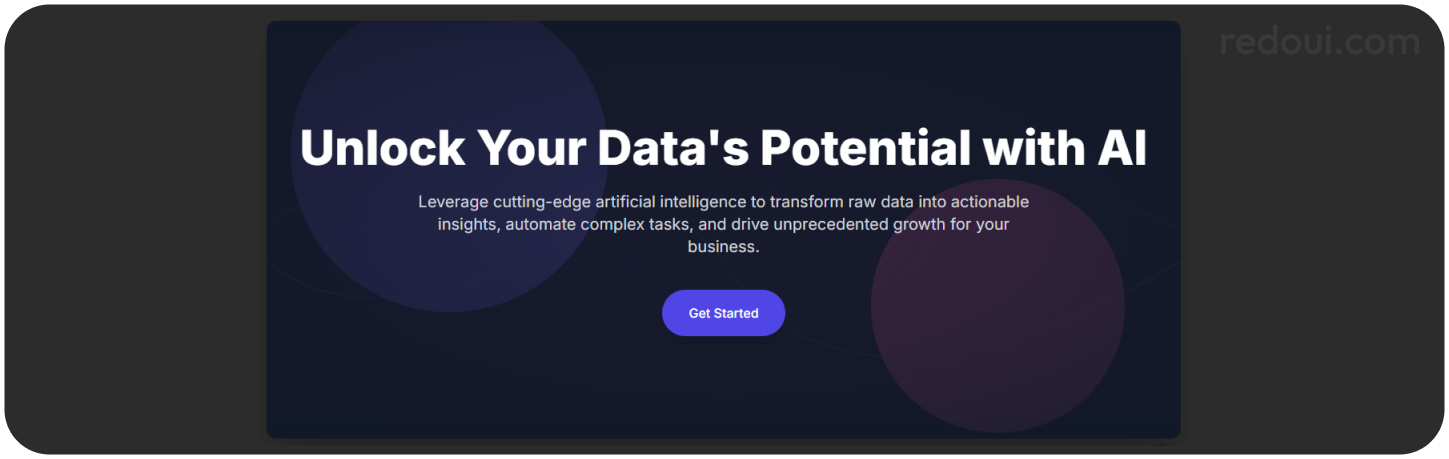 redoui.com
Unlock Your Data's Potential with AI
Leverage cutting-edge artificial intelligence to transform raw data into actionable
insights, automate complex tasks, and drive unprecedented growth for your
business.
Get Started